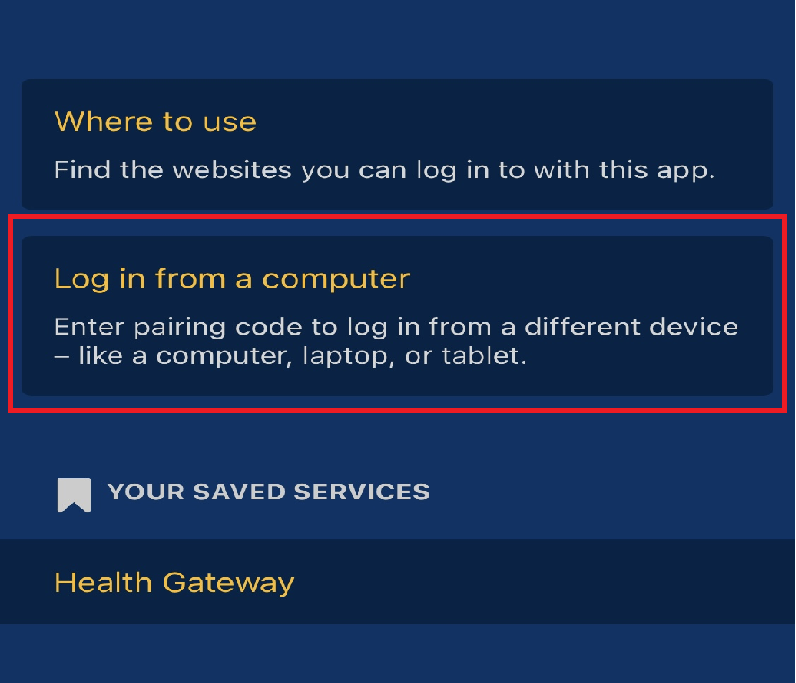 Where to use
Find the websites you can log in to with this app.
Log in from a computer
Enter pairing code to log in from a different device
– like a computer, laptop, or tablet.
YOUR SAVED SERVICES
Health Gateway